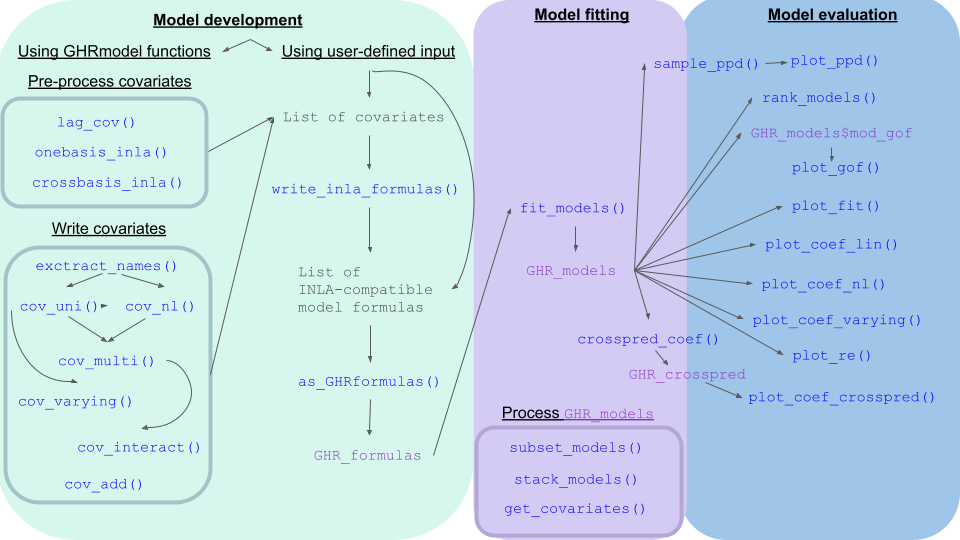 Model development
Using GHRmodel functions
Using user-defined input
Pre-process covariates
lag_cov()
onebasis_inla()
crossbasis_inla()
Write covariates
exctract_names()
cov_uni()
cov_nl()
cov_multi()
cov_varying()
cov_interact()
cov_add()
List of covariates
write_inla_formulas()
List of
INLA-compatible
model formulas
as_GHRformulas()
GHR_formulas
Model fitting
fit_models()
GHR_models
crosspred_coef()
GHR_crosspred
Process GHR_models
subset_models()
stack_models()
get_covariates()
Model evaluation
sample_ppd()
plot_ppd()
rank_models()
GHR_models$mod_gof
plot_gof()
plot_fit()
plot_coef_lin()
plot_coef_nl()
plot_coef_varying()
plot_re()
plot_coef_crosspred()